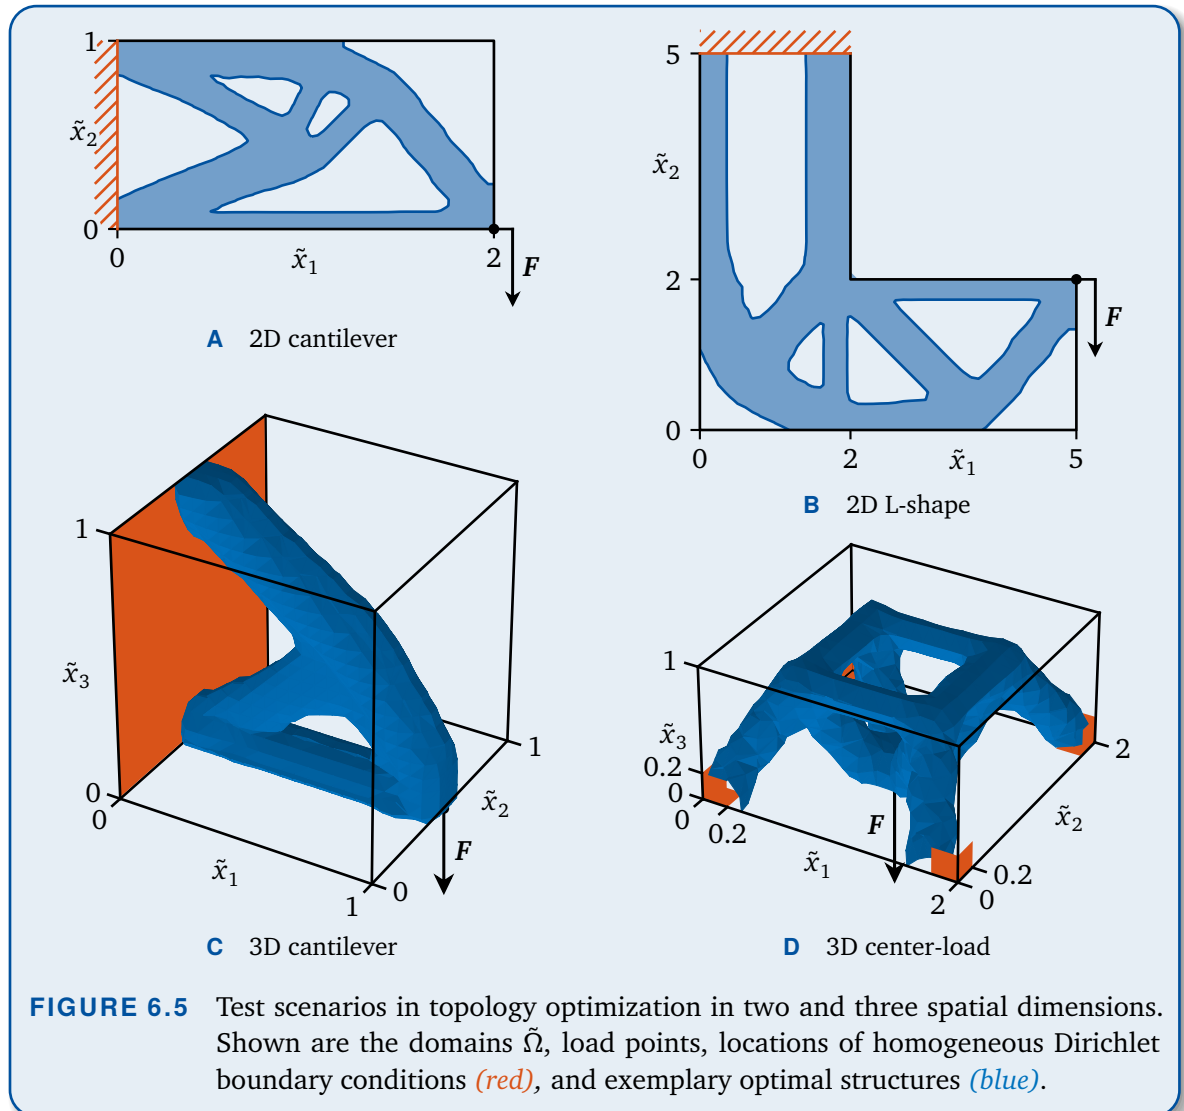 1
x̃₂
0
0
x̃₁
2
F
A 2D cantilever
5
x̃₂
2
0
0
2
x̃₁
5
F
B 2D L-shape
1
x̃₃
0
0
x̃₁
1
0
x̃₂
1
F
C 3D cantilever
1
x̃₃
0.2
0
0
0.2
x̃₁
2
0
0.2
x̃₂
2
F
D 3D center-load
FIGURE 6.5 Test scenarios in topology optimization in two and three spatial dimensions.
Shown are the domains Ω̃, load points, locations of homogeneous Dirichlet
boundary conditions (red), and exemplary optimal structures (blue).